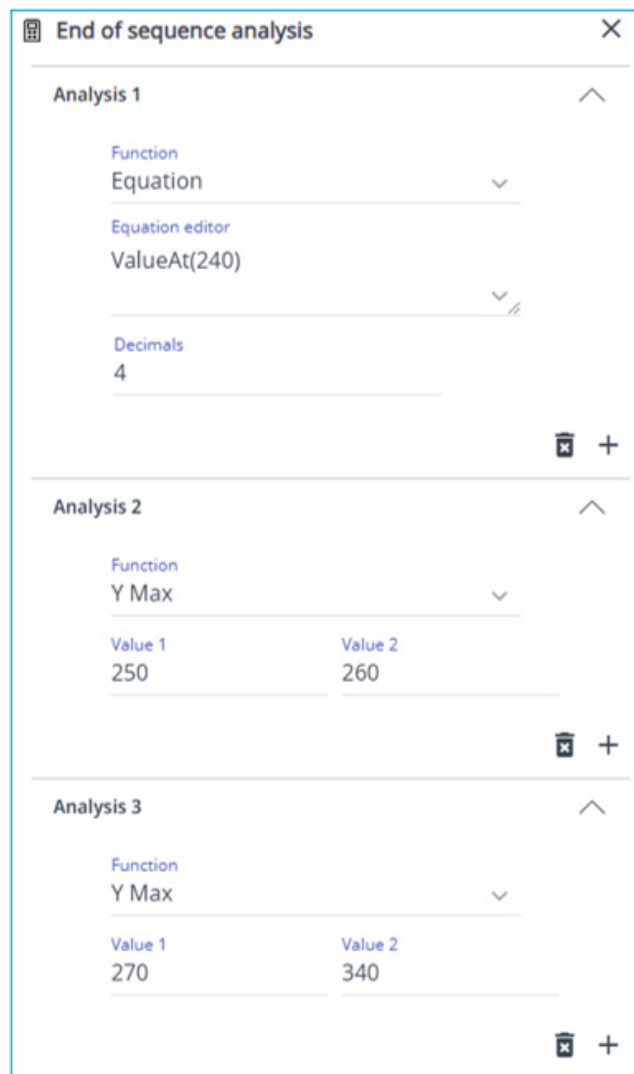 End of sequence analysis
Analysis 1
Function
Equation
Equation editor
ValueAt(240)
Decimals
4
Analysis 2
Function
Y Max
Value 1 Value 2
250 260
Analysis 3
Function
Y Max
Value 1 Value 2
270 340